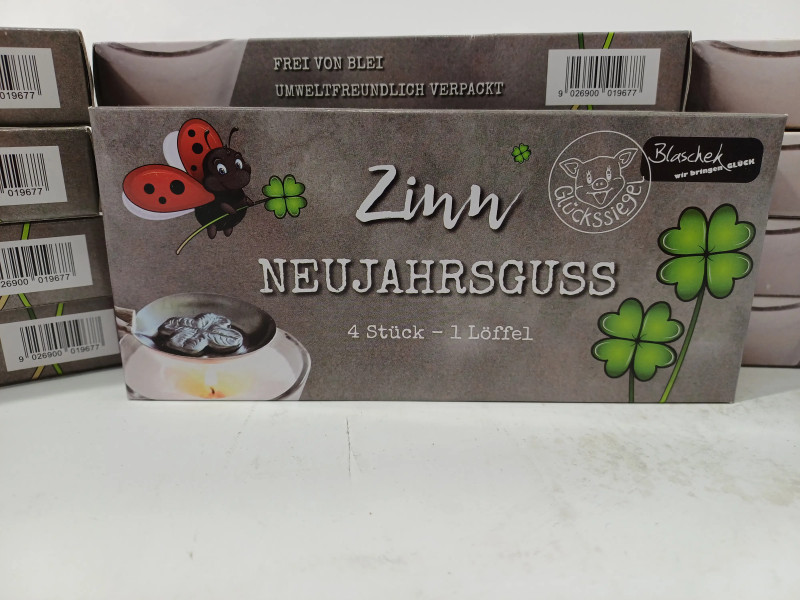 FREI VON BLEI
UMWELTFREUNDLICH VERPACKT
9 026900 019677
019677
019677
26900 019677
9 026900 019677
Zinn
NEUJAHRSGUSS
4 Stück - 1 Löffel
Glückssiegel
Blaschek
wir bringen GLÜCK